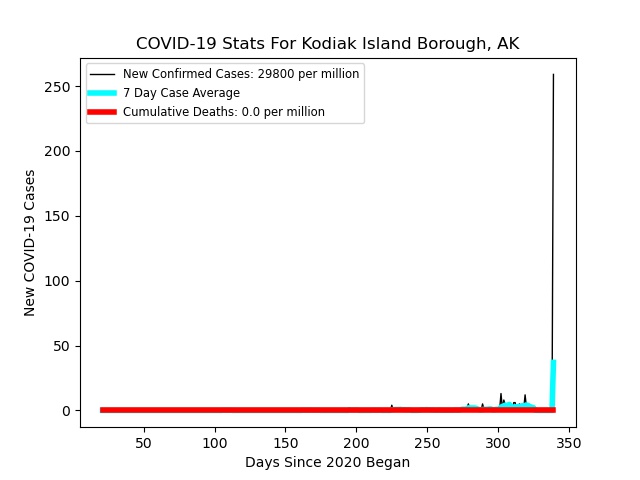 COVID-19 Stats For Kodiak Island Borough, AK
New Confirmed Cases: 29800 per million
7 Day Case Average
Cumulative Deaths: 0.0 per million
New COVID-19 Cases
250
200
150
100
50
0
50 100 150 200 250 300 350
Days Since 2020 Began